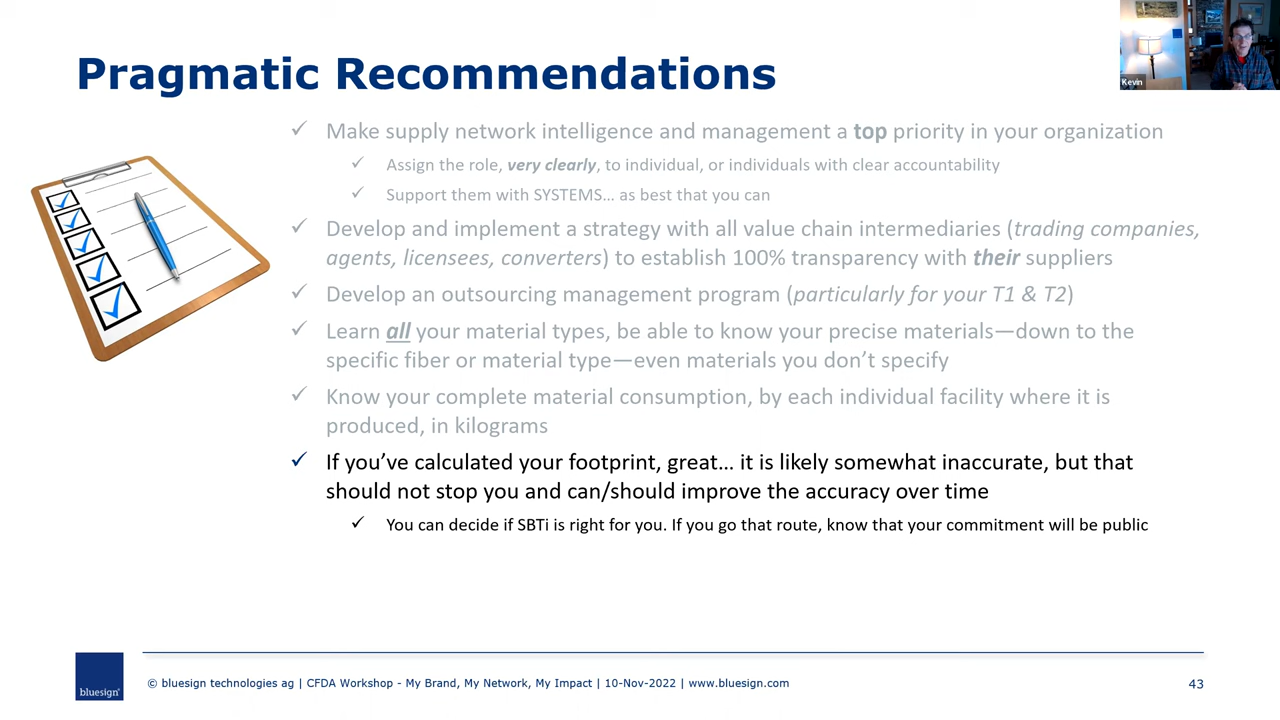 Pragmatic Recommendations
Kevin
✓ Make supply network intelligence and management a top priority in your organization
✓ Assign the role, very clearly, to individual, or individuals with clear accountability
✓ Support them with SYSTEMS… as best that you can
✓ Develop and implement a strategy with all value chain intermediaries (trading companies,
agents, licensees, converters) to establish 100% transparency with their suppliers
✓ Develop an outsourcing management program (particularly for your T1 & T2)
✓ Learn all your material types, be able to know your precise materials—down to the
specific fiber or material type—even materials you don’t specify
✓ Know your complete material consumption, by each individual facility where it is
produced, in kilograms
✓ If you’ve calculated your footprint, great… it is likely somewhat inaccurate, but that
should not stop you and can/should improve the accuracy over time
✓ You can decide if SBTi is right for you. If you go that route, know that your commitment will be public
bluesign®
© bluesign technologies ag | CFDA Workshop - My Brand, My Network, My Impact | 10-Nov-2022 | www.bluesign.com
43